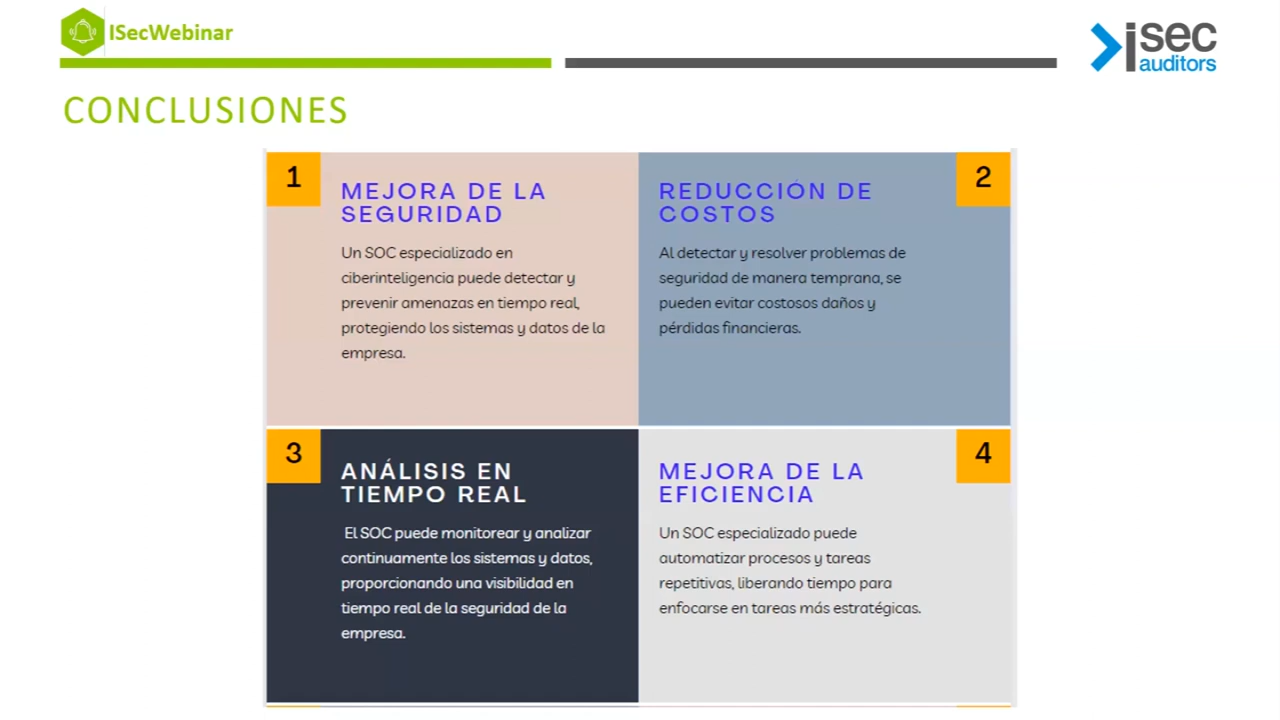 ISecWebinar
isec
auditors
CONCLUSIONES
1
MEJORA DE LA
SEGURIDAD
Un SOC especializado en
ciberinteligencia puede detectar y
prevenir amenazas en tiempo real,
protegiendo los sistemas y datos de la
empresa.
2
REDUCCIÓN DE
COSTOS
Al detectar y resolver problemas de
seguridad de manera temprana, se
pueden evitar costosos daños y
pérdidas financieras.
3
ANÁLISIS EN
TIEMPO REAL
El SOC puede monitorear y analizar
continuamente los sistemas y datos,
proporcionando una visibilidad en
tiempo real de la seguridad de la
empresa.
4
MEJORA DE LA
EFICIENCIA
Un SOC especializado puede
automatizar procesos y tareas
repetitivas, liberando tiempo para
enfocarse en tareas más estratégicas.